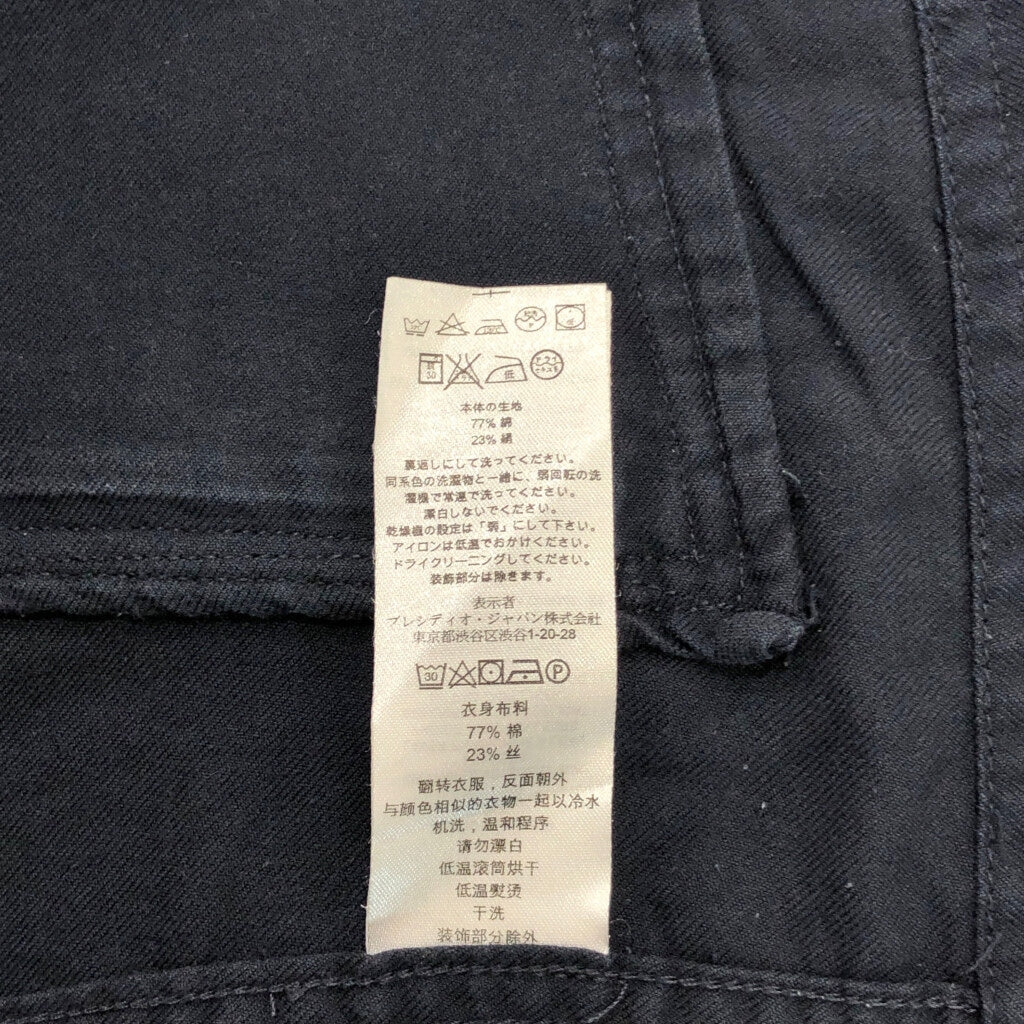 低
弱
30
低
ドライ
本体の生地
77% 綿
23% 絹
裏返しにして洗ってください。
同系色の洗濯物と一緒に、弱回転の洗
濯機で常温で洗ってください。
漂白しないでください。
乾燥機の設定は「弱」にして下さい。
アイロンは低温でおかけください。
ドライクリーニングしてください。
装飾部分は除きます。
表示者
プレシディオ・ジャパン株式会社
東京都渋谷区渋谷1-20-28
30 P
衣身布料
77% 棉
23% 丝
翻转衣服，反面朝外
与颜色相似的衣物一起以冷水
机洗，温和程序
请勿漂白
低温滚筒烘干
低温熨烫
干洗
装饰部分除外